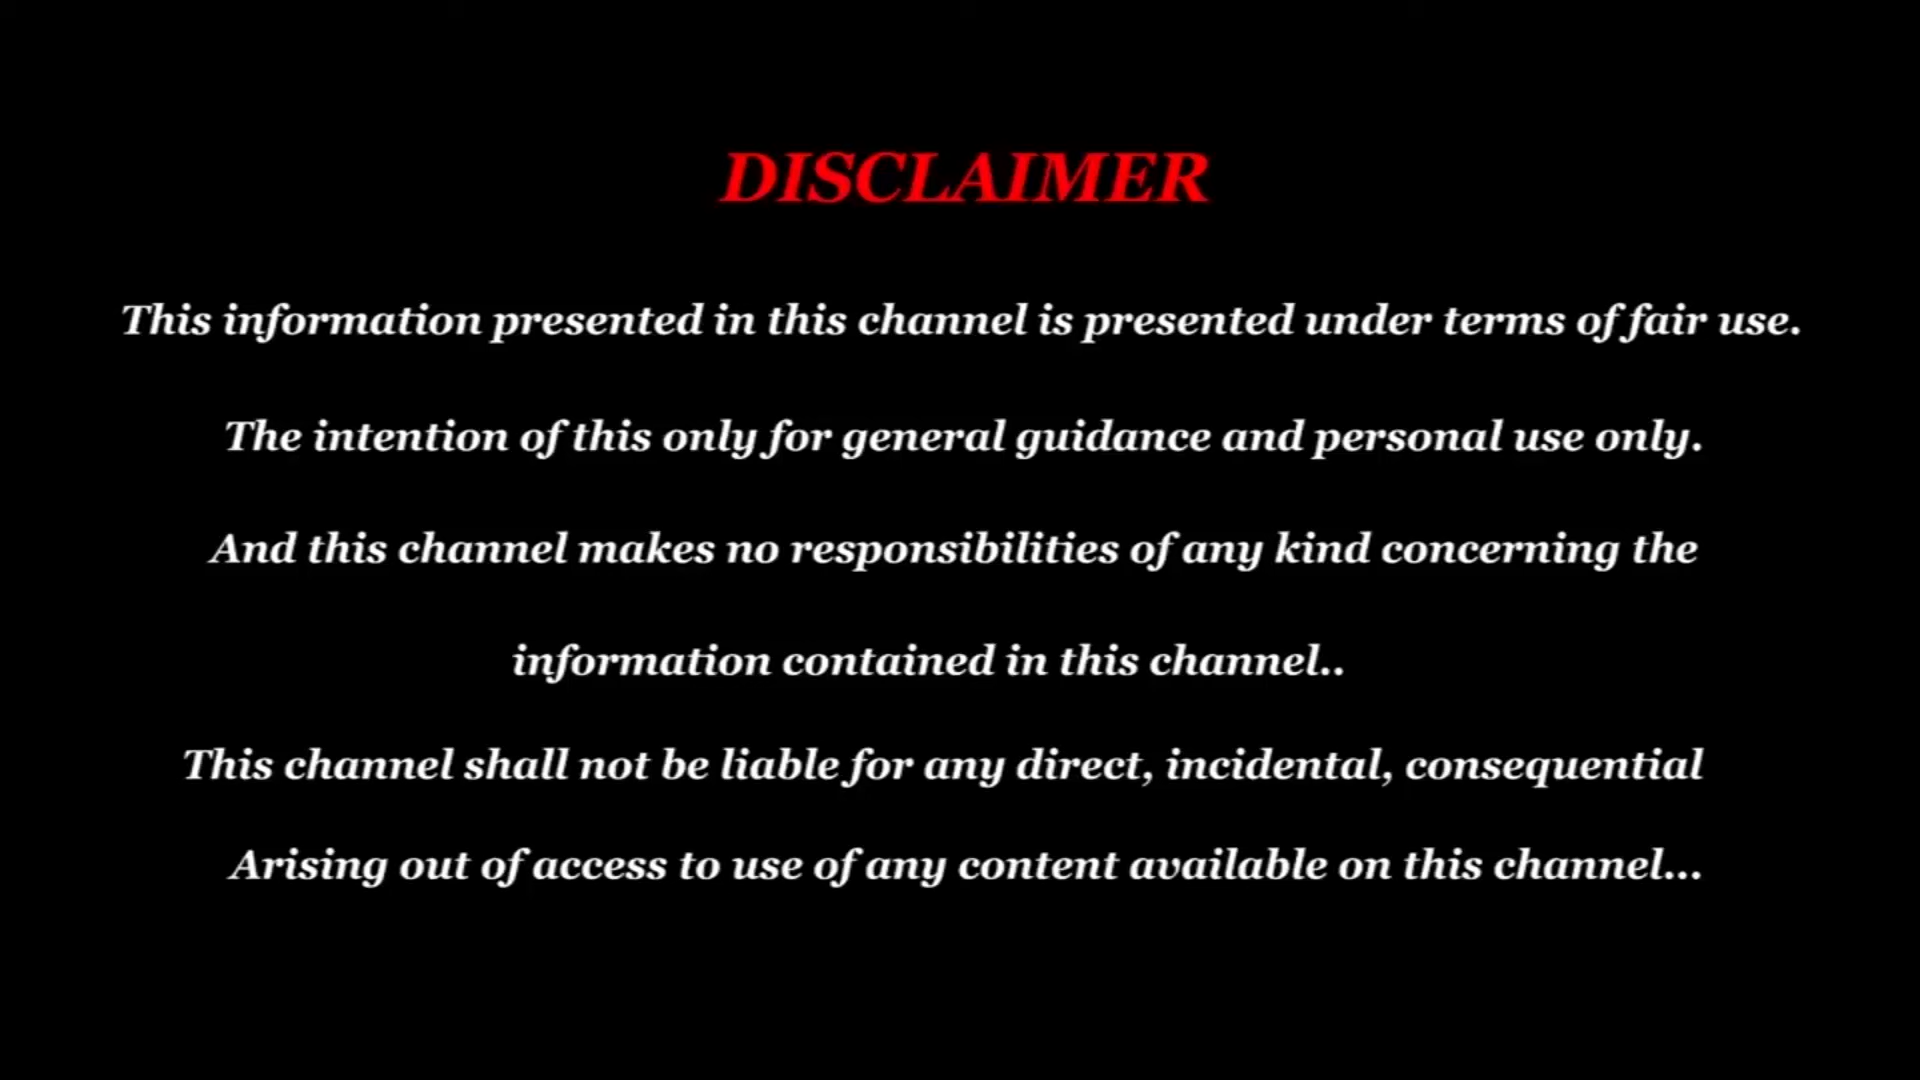 DISCLAIMER
This information presented in this channel is presented under terms of fair use.
The intention of this only for general guidance and personal use only.
And this channel makes no responsibilities of any kind concerning the
information contained in this channel..
This channel shall not be liable for any direct, incidental, consequential
Arising out of access to use of any content available on this channel...